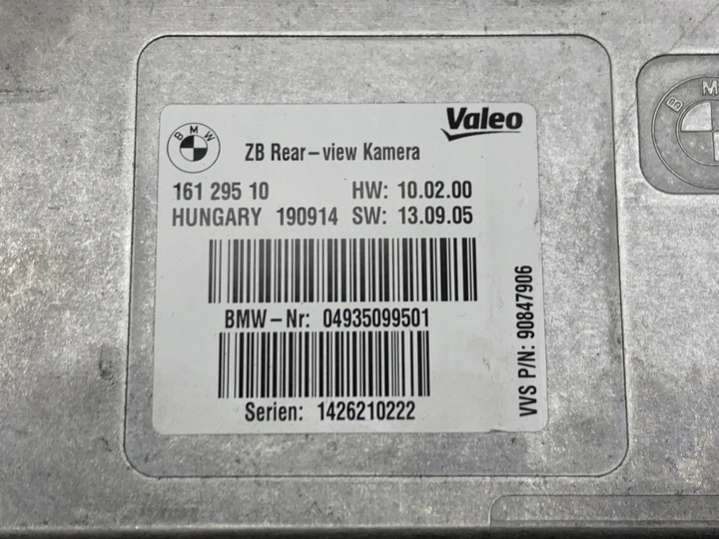 BMW
Valeo
ZB Rear-view Kamera
161 295 10 HW: 10.02.00
HUNGARY 190914 SW: 13.09.05
BMW-Nr: 04935099501
Serien: 1426210222
VVS P/N: 90847906
B M